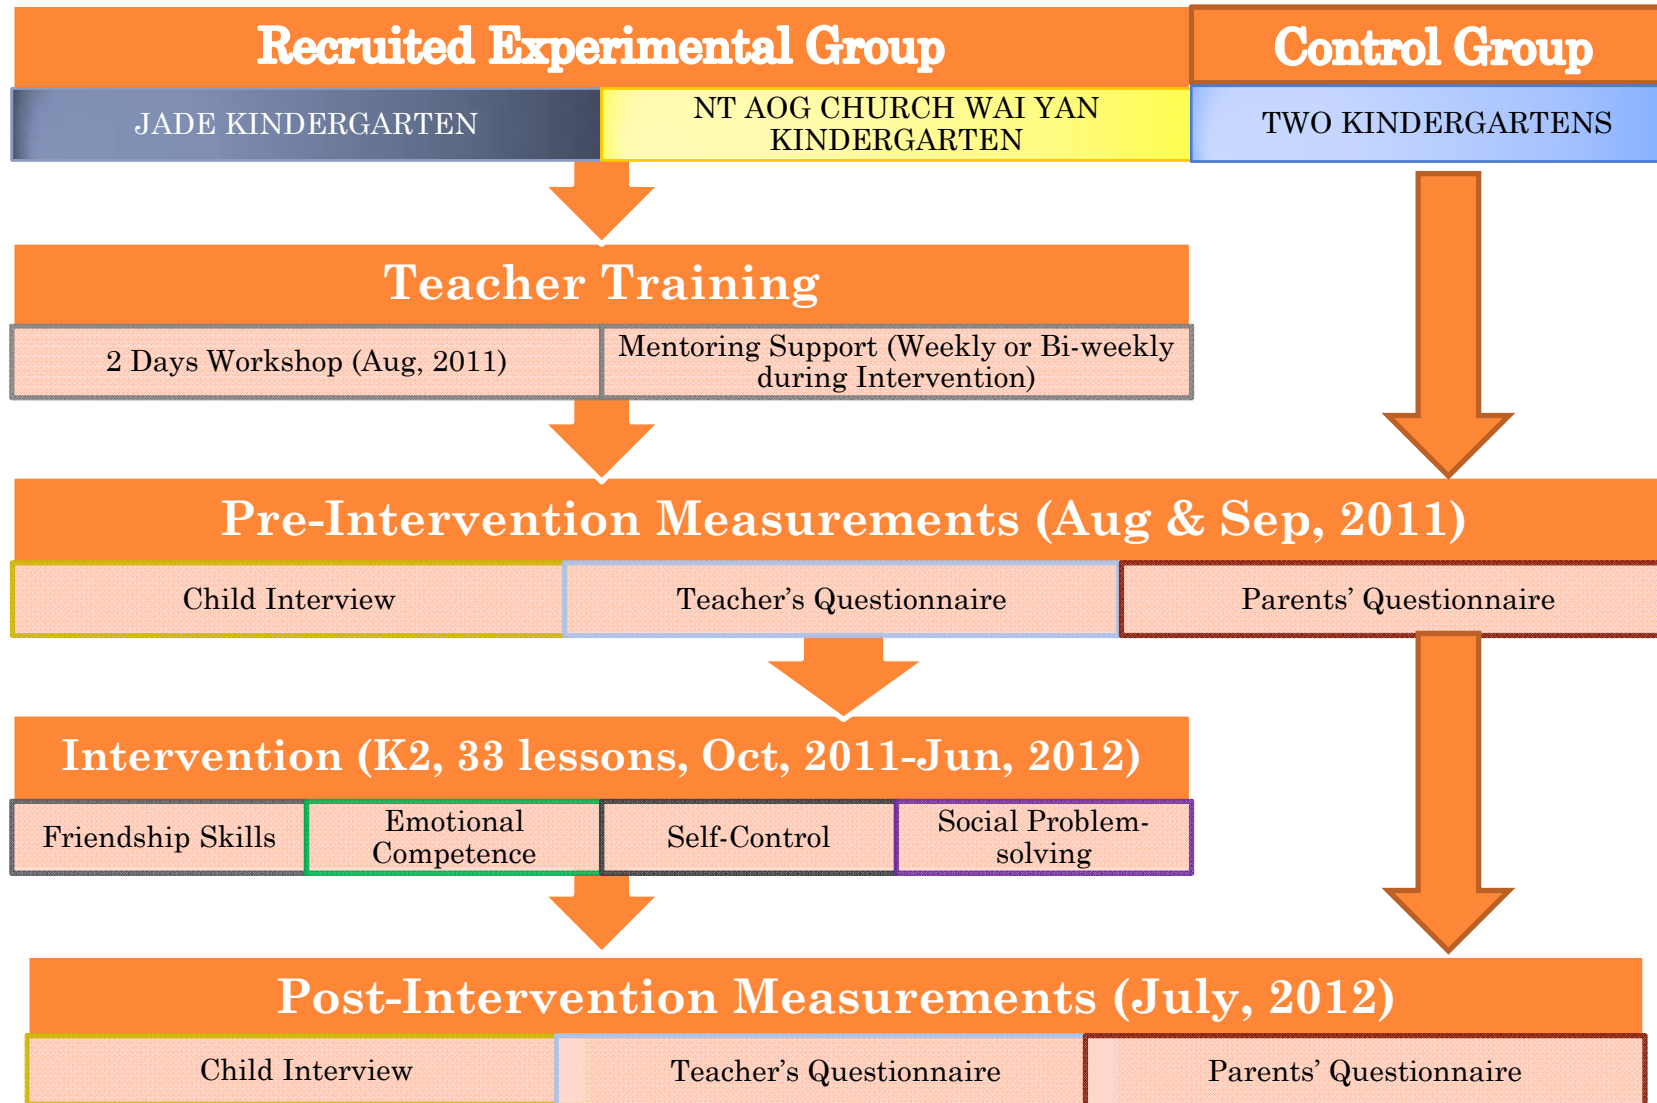 Recruited Experimental Group
Control Group
JADE KINDERGARTEN
NT AOG CHURCH WAI YAN
KINDERGARTEN
TWO KINDERGARTENS
Teacher Training
2 Days Workshop (Aug, 2011)
Mentoring Support (Weekly or Bi-weekly
during Intervention)
Pre-Intervention Measurements (Aug & Sep, 2011)
Child Interview
Teacher’s Questionnaire
Parents’ Questionnaire
Intervention (K2, 33 lessons, Oct, 2011-Jun, 2012)
Friendship Skills
Emotional
Competence
Self-Control
Social Problem-
solving
Post-Intervention Measurements (July, 2012)
Child Interview
Teacher’s Questionnaire
Parents’ Questionnaire